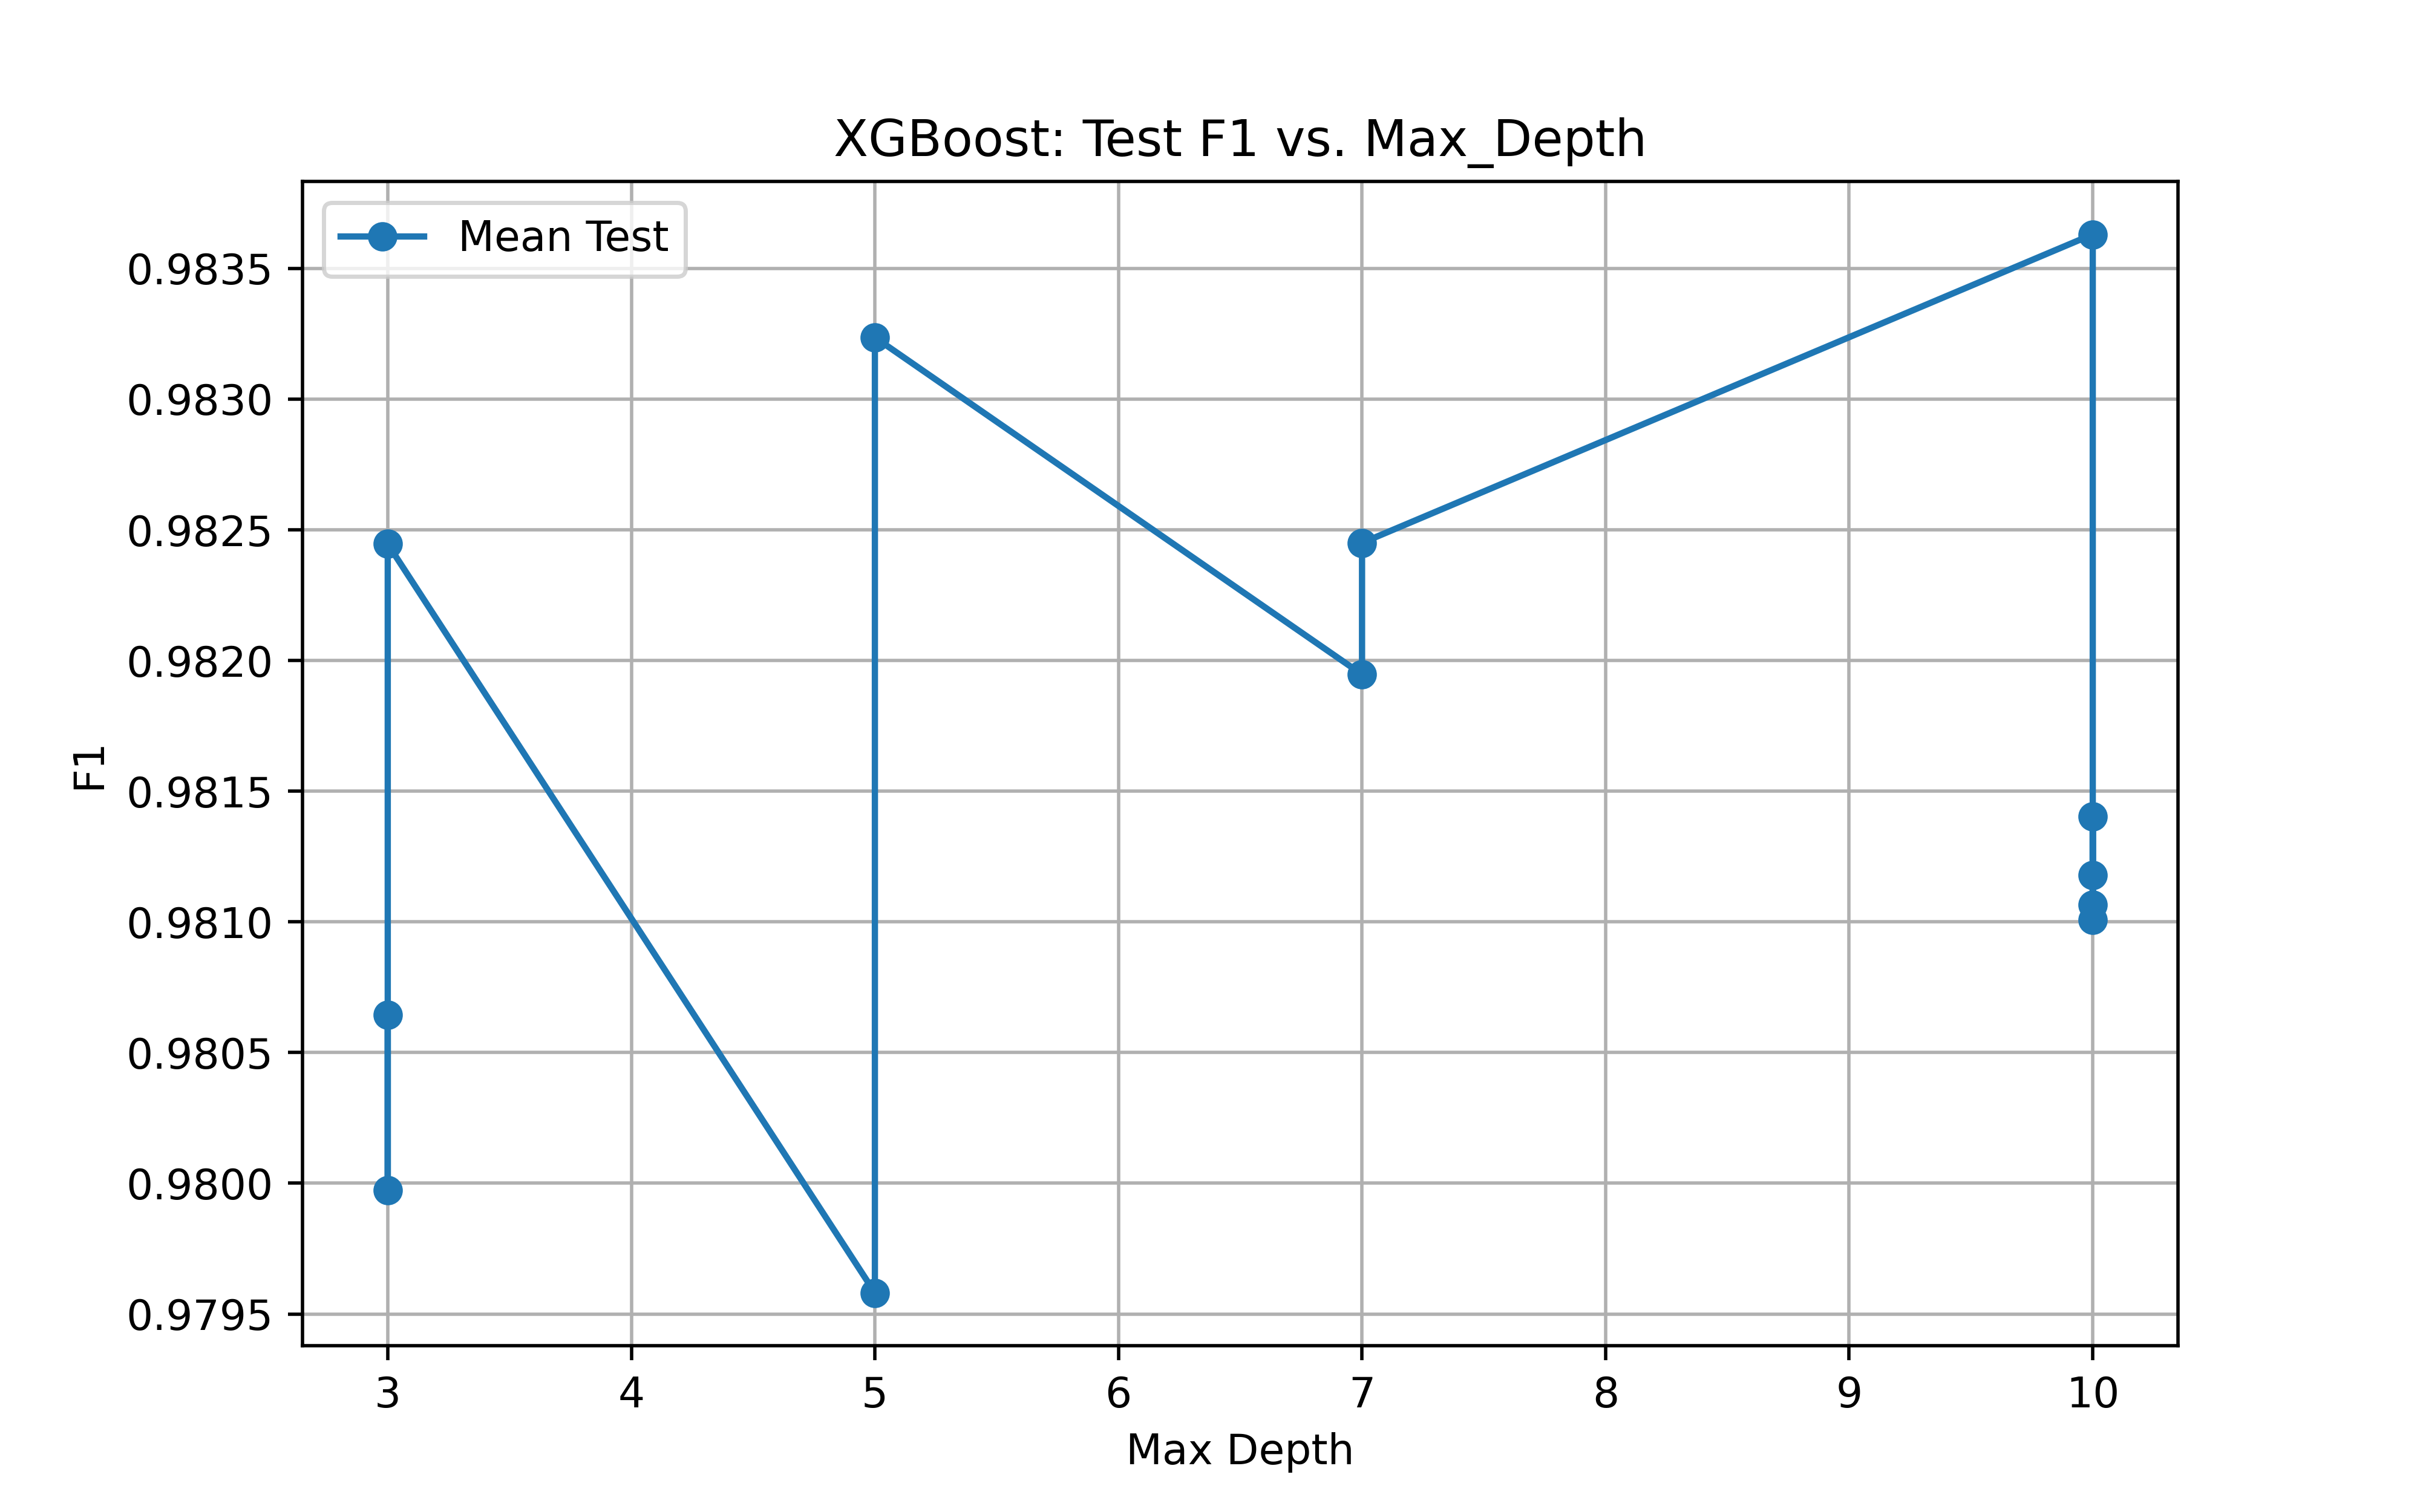 XGBoost: Test F1 vs. Max_Depth
Mean Test
0.9835
0.9830
0.9825
0.9820
0.9815
0.9810
0.9805
0.9800
0.9795
F1
3 4 5 6 7 8 9 10
Max Depth